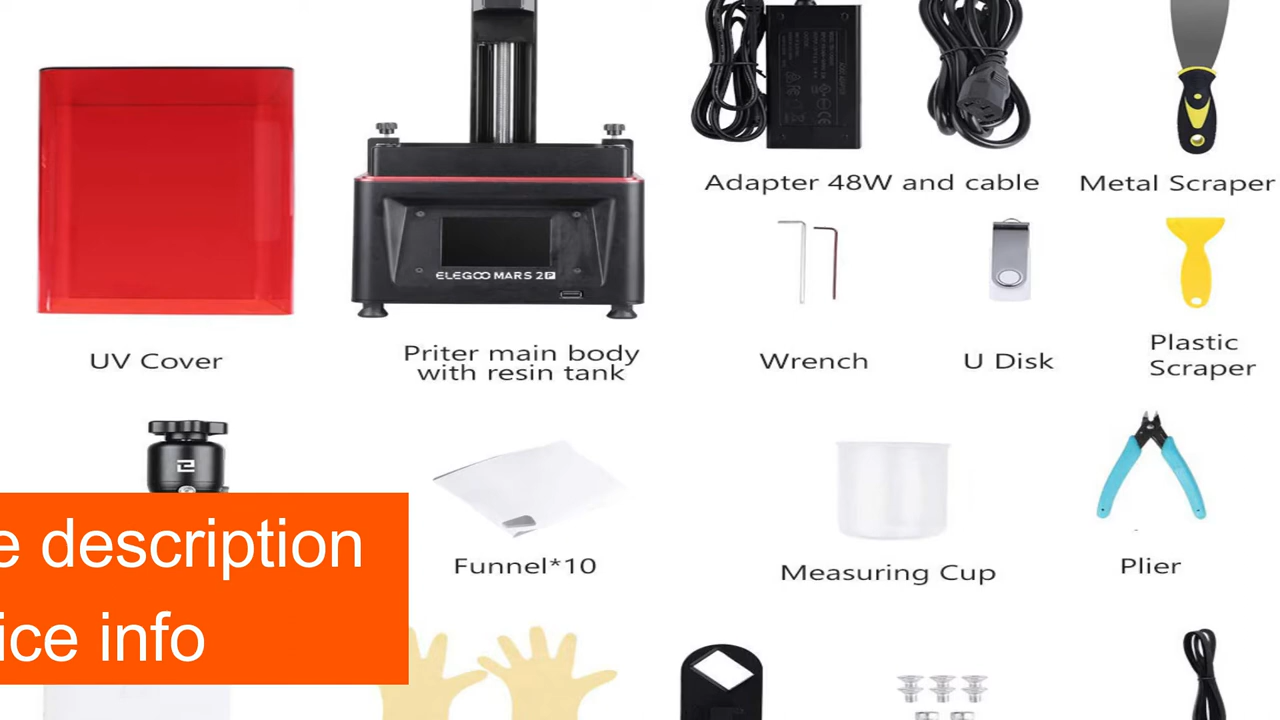 ELEGOO MARS 2P
Adapter 48W and cable
Metal Scraper
UV Cover
Priter main body
with resin tank
Wrench
U Disk
Plastic
Scraper
e description
ice info
Funnel*10
Measuring Cup
Plier